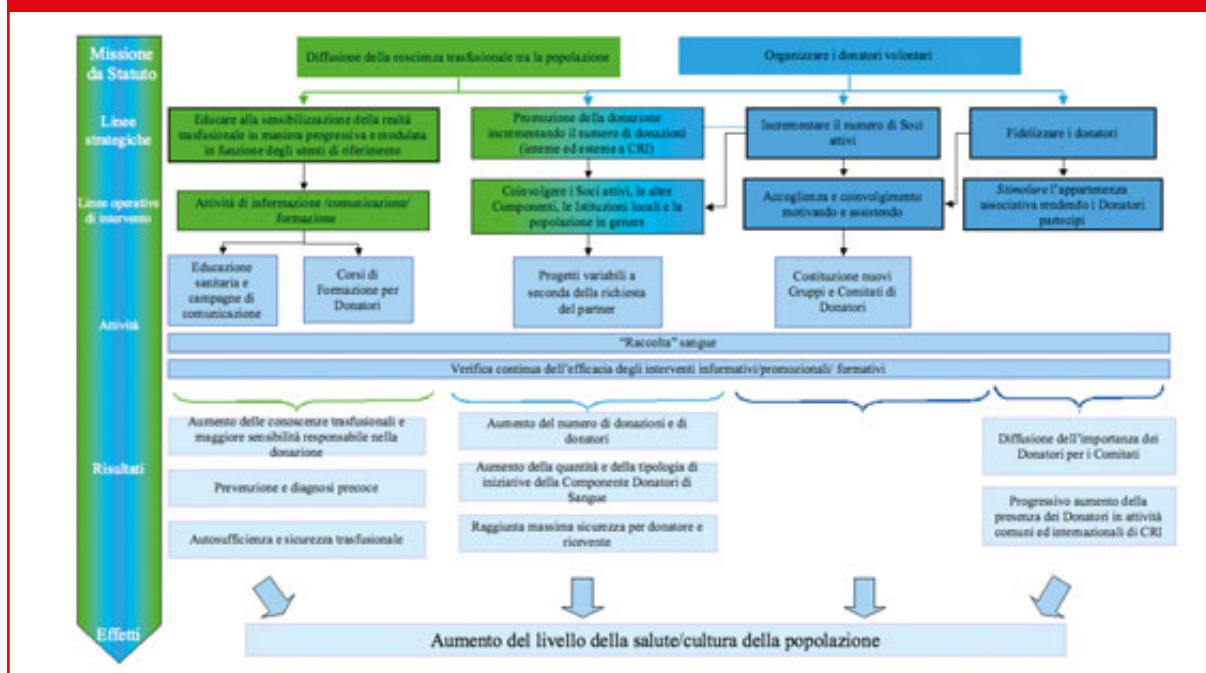 Missione
da Statuto
Diffusione della coscienza trasfusionale tra la popolazione
Organizzare i donatori volontari
Linee
strategiche
Educare alla sensibilizzazione della realtà
trasfusionale in maniera progressiva e modulata
in funzione degli utenti di riferimento
Promozione della donazione
incrementando il numero di donazioni
(interne ed esterne a CRI)
Incrementare il numero di Soci
attivi
Fidelizzare i donatori
Linee operative
di intervento
Attività di informazione /comunicazione/
formazione
Coinvolgere i Soci attivi, le altre
Componenti, le Istituzioni locali e la
popolazione in genere
Accoglienza e coinvolgimento
motivando e assistendo
Stimolare l'appartenenza
associativa rendendo i Donatori
partecipi
Attività
Educazione
sanitaria e
campagne di
comunicazione
Corsi di
Formazione per
Donatori
Progetti variabili a
seconda della richiesta
del partner
Costituzione nuovi
Gruppi e Comitati di
Donatori
"Raccolta" sangue
Verifica continua dell'efficacia degli interventi informativi/promozionali/ formativi
Risultati
Aumento delle conoscenze trasfusionali e
maggiore sensibilità responsabile nella
donazione
Prevenzione e diagnosi precoce
Autosufficienza e sicurezza trasfusionale
Aumento del numero di donazioni e di
donatori
Aumento della quantità e della tipologia di
iniziative della Componente Donatori di
Sangue
Raggiunta massima sicurezza per donatore e
ricevente
Diffusione dell'importanza dei
Donatori per i Comitati
Progressivo aumento della
presenza dei Donatori in attività
comuni ed internazionali di CRI
Effetti
Aumento del livello della salute/cultura della popolazione